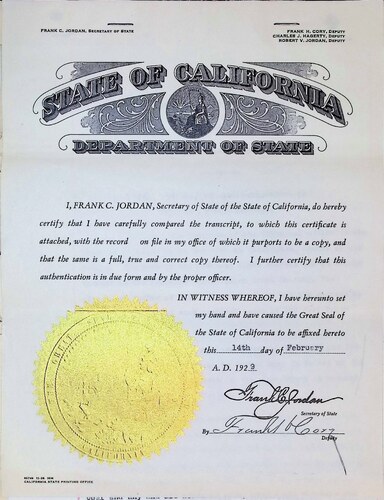 FRANK C. JORDAN, SECRETARY OF STATE
FRANK H. CORY, DEPUTY
CHARLES J. HAGERTY, DEPUTY
ROBERT V. JORDAN, DEPUTY
STATE OF CALIFORNIA
DEPARTMENT OF STATE
I, FRANK C. JORDAN, Secretary of State of the State of California, do hereby
certify that I have carefully compared the transcript, to which this certificate is
attached, with the record on file in my office of which it purports to be a copy, and
that the same is a full, true and correct copy thereof. I further certify that this
authentication is in due form and by the proper officer.
IN WITNESS WHEREOF, I have hereunto set
my hand and have caused the Great Seal of
the State of California to be affixed hereto
this 14th day of February
A. D. 1929
Frank C. Jordan
Secretary of State
By Frank H Cory
Deputy
CALIFORNIA
CALIFORNIA STATE PRINTING OFFICE